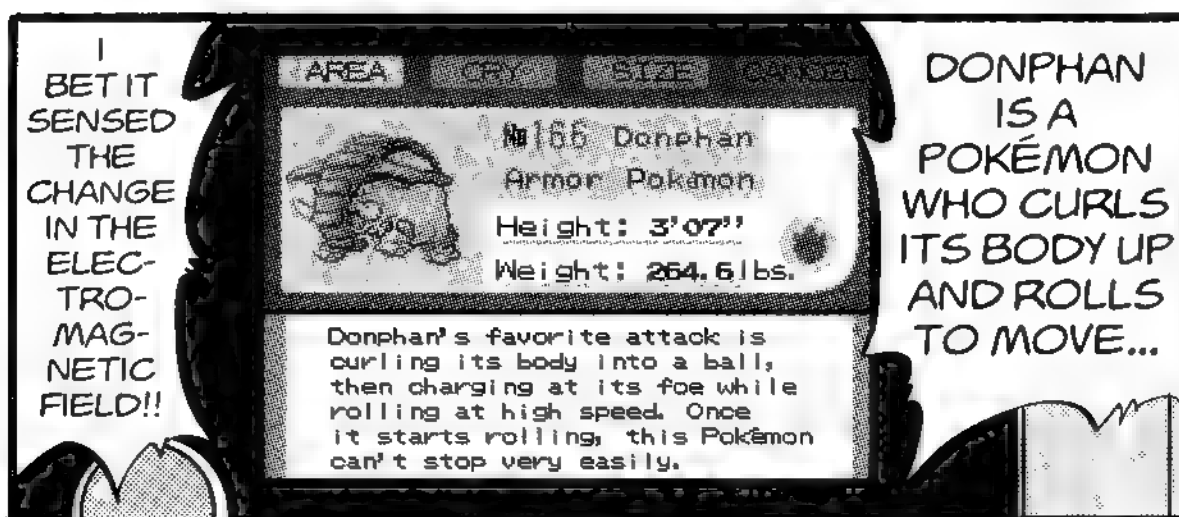 DONPHAN
IS A
POKÉMON
WHO CURLS
ITS BODY UP
AND ROLLS
TO MOVE...
AREA CRY SIZE CANCEL
№166 Donphan
Armor Pokémon
Height: 3'07''
Weight: 264.6lbs.
Donphan's favorite attack is
curling its body into a ball,
then charging at its foe while
rolling at high speed. Once
it starts rolling, this Pokémon
can't stop very easily.
I
BET IT
SENSED
THE
CHANGE
IN THE
ELEC-
TRO-
MAG-
NETIC
FIELD!!